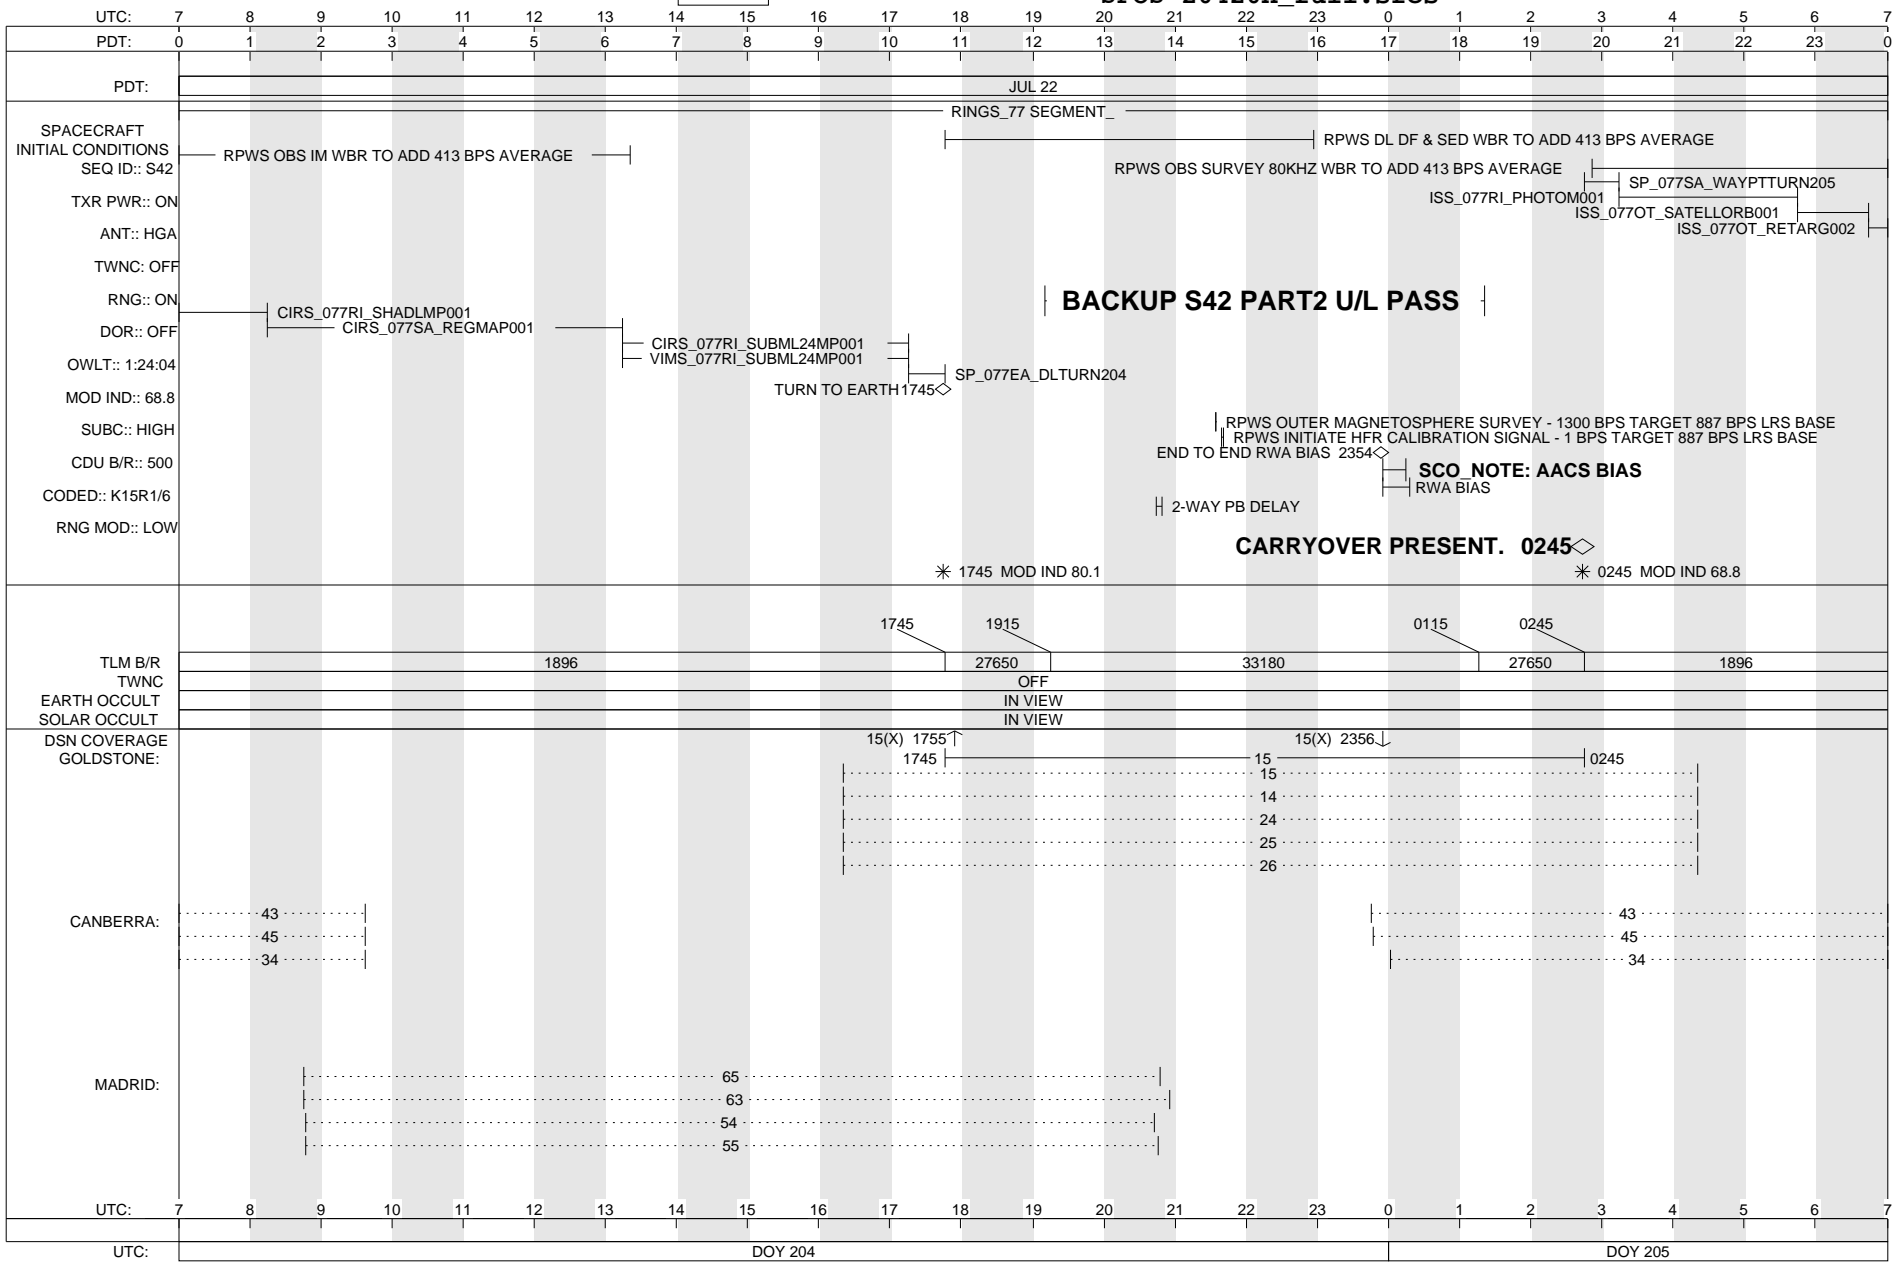 UTC: 7 8 9 10 11 12 13 14 15 16 17 18 19 20 21 22 23 0 1 2 3 4 5 6 7
PDT: 0 1 2 3 4 5 6 7 8 9 10 11 12 13 14 15 16 17 18 19 20 21 22 23 0
PDT: JUL 22
RINGS_77 SEGMENT_
SPACECRAFT
INITIAL CONDITIONS
SEQ ID:: S42
TXR PWR:: ON
ANT:: HGA
TWNC: OFF
RNG:: ON
DOR:: OFF
OWLT:: 1:24:04
MOD IND:: 68.8
SUBC:: HIGH
CDU B/R:: 500
CODED:: K15R1/6
RNG MOD:: LOW
RPWS DL DF & SED WBR TO ADD 413 BPS AVERAGE
RPWS OBS IM WBR TO ADD 413 BPS AVERAGE
RPWS OBS SURVEY 80KHZ WBR TO ADD 413 BPS AVERAGE
SP_077SA_WAYPTTURN205
ISS_077RI_PHOTOM001
ISS_077OT_SATELLORB001
ISS_077OT_RETARG002
BACKUP S42 PART2 U/L PASS
CIRS_077RI_SHADLMP001
CIRS_077SA_REGMAP001
CIRS_077RI_SUBML24MP001
VIMS_077RI_SUBML24MP001
SP_077EA_DLTURN204
TURN TO EARTH 1745
RPWS OUTER MAGNETOSPHERE SURVEY - 1300 BPS TARGET 887 BPS LRS BASE
RPWS INITIATE HFR CALIBRATION SIGNAL - 1 BPS TARGET 887 BPS LRS BASE
END TO END RWA BIAS 2354
SCO_NOTE: AACS BIAS
RWA BIAS
2-WAY PB DELAY
CARRYOVER PRESENT. 0245
1745 MOD IND 80.1
0245 MOD IND 68.8
1745 1915 0115 0245
TLM B/R 1896 27650 33180 27650 1896
TWNC OFF
EARTH OCCULT IN VIEW
SOLAR OCCULT IN VIEW
DSN COVERAGE 15(X) 1755 15(X) 2356
GOLDSTONE: 1745 15 0245
15
14
24
25
26
CANBERRA:
43 43
45 45
34 34
MADRID:
65
63
54
55
UTC: 7 8 9 10 11 12 13 14 15 16 17 18 19 20 21 22 23 0 1 2 3 4 5 6 7
UTC: DOY 204 DOY 205